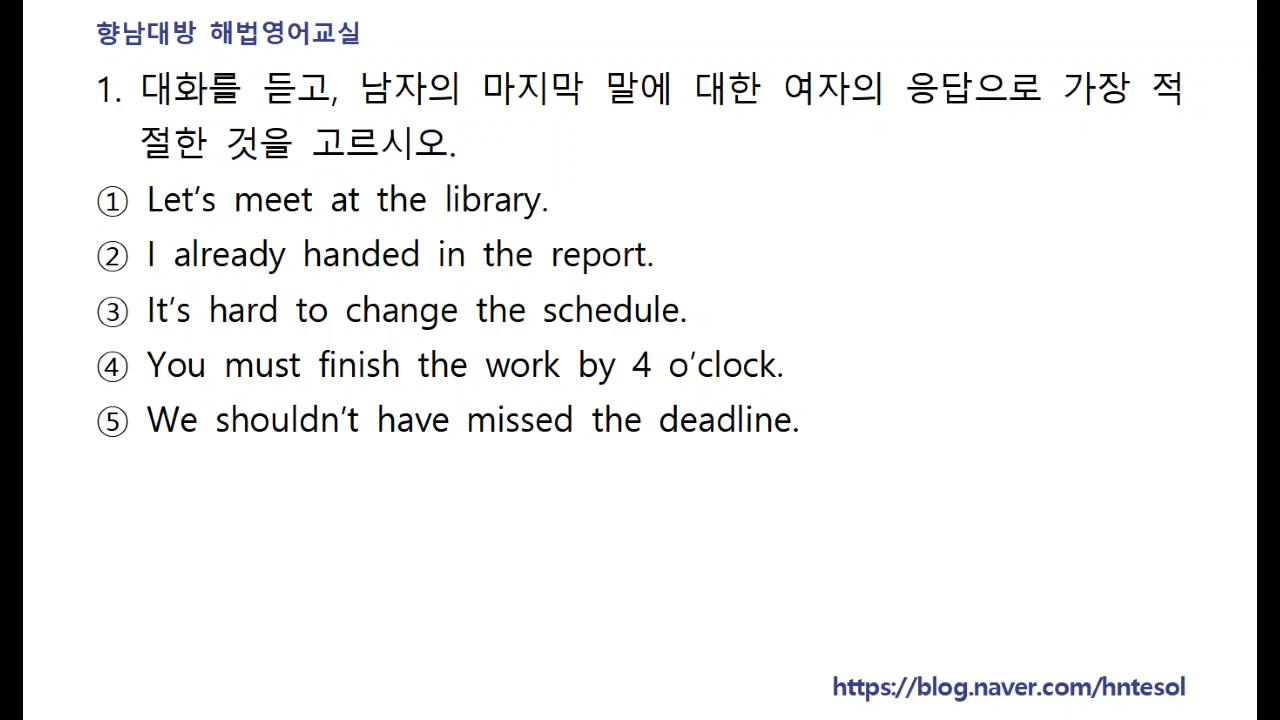 향남대방 해법영어교실
1. 대화를 듣고, 남자의 마지막 말에 대한 여자의 응답으로 가장 적
절한 것을 고르시오.
① Let’s meet at the library.
② I already handed in the report.
③ It’s hard to change the schedule.
④ You must finish the work by 4 o’clock.
⑤ We shouldn’t have missed the deadline.
https://blog.naver.com/hntesol